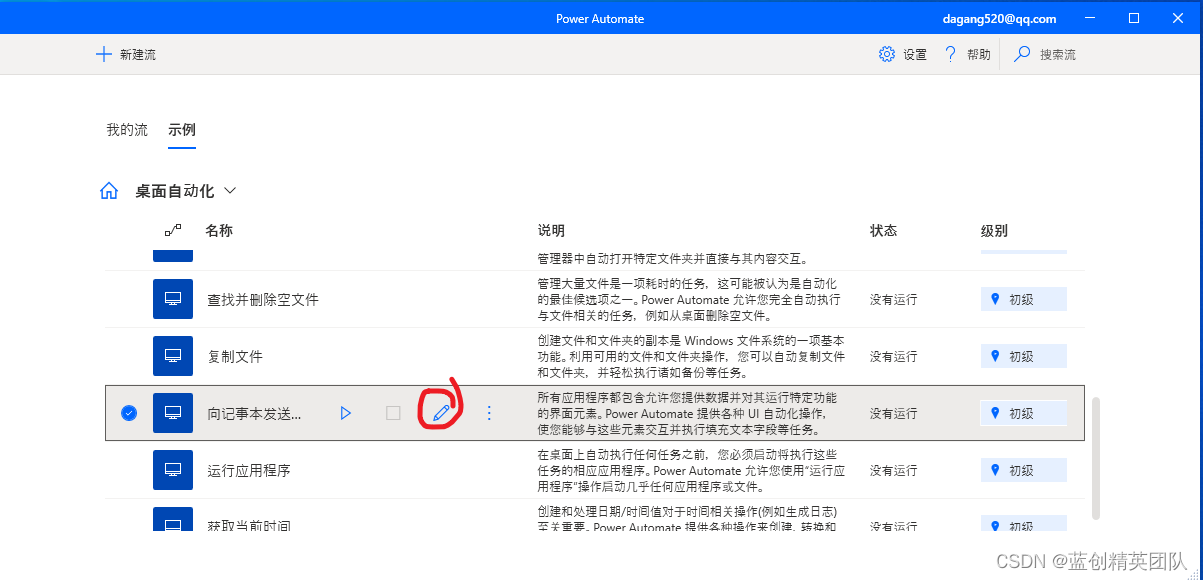 Power Automate
dagang520@qq.com
新建流
设置
帮助
搜索流
我的流
示例
桌面自动化
名称
说明
状态
级别
管理器中自动打开特定文件夹并直接与其内容交互。
查找并删除空文件
管理大量文件是一项耗时的任务，这可能被认为是自动化
的最佳候选项之一。Power Automate 允许您完全自动执行
与文件相关的任务，例如从桌面删除空文件。
没有运行
初级
复制文件
创建文件和文件夹的副本是 Windows 文件系统的一项基本
功能。利用可用的文件和文件夹操作，您可以自动复制文件
和文件夹，并轻松执行诸如备份等任务。
没有运行
初级
向记事本发送...
所有应用程序都包含允许您提供数据并对其运行特定功能
的界面元素。Power Automate 提供各种 UI 自动化操作，
使您能够与这些元素交互并执行填充文本字段等任务。
没有运行
初级
运行应用程序
在桌面上自动执行任何任务之前，您必须启动将执行这些
任务的相应应用程序。Power Automate 允许您使用“运行应
用程序”操作启动几乎任何应用程序或文件。
没有运行
初级
获取当前时间
创建和处理日期/时间值对于时间相关操作(例如生成日志)
至关重要。Power Automate 提供各种操作来创建、转换和
没有运行
初级
CSDN @蓝创精英团队